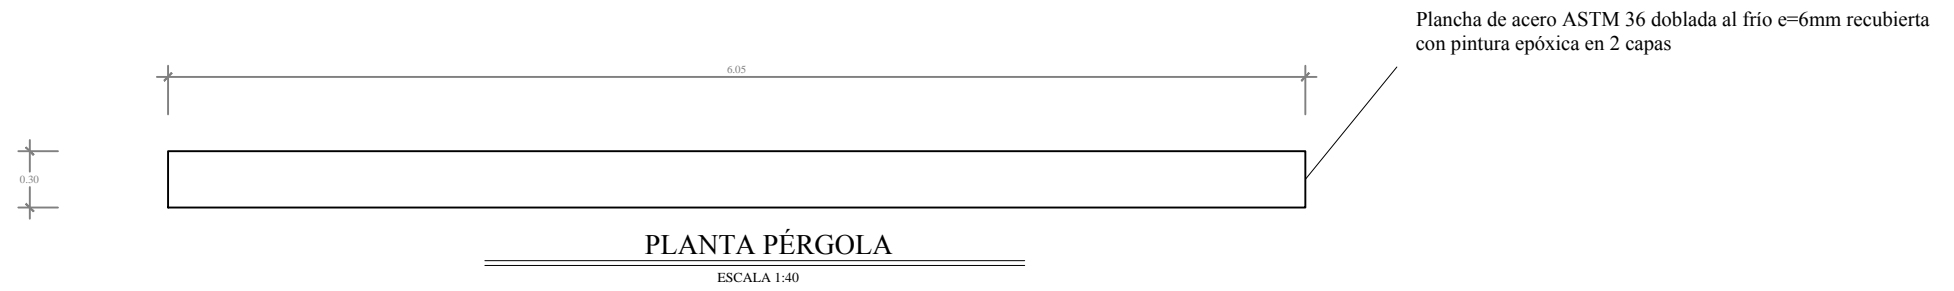 Plancha de acero ASTM 36 doblada al frío e=6mm recubierta
con pintura epóxica en 2 capas
6.05
0.30
PLANTA PÉRGOLA
ESCALA 1:40